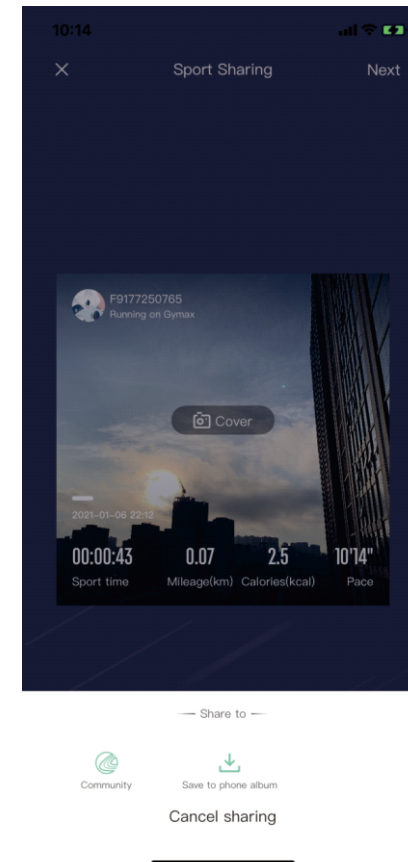 10:14
Sport Sharing Next
F9177250765
Running on Gymax
Cover
2021-01-06 22:12
00:00:43 0.07 2.5 10'14"
Sport time Mileage(km) Calories(kcal) Pace
Share to
Community Save to phone album
Cancel sharing